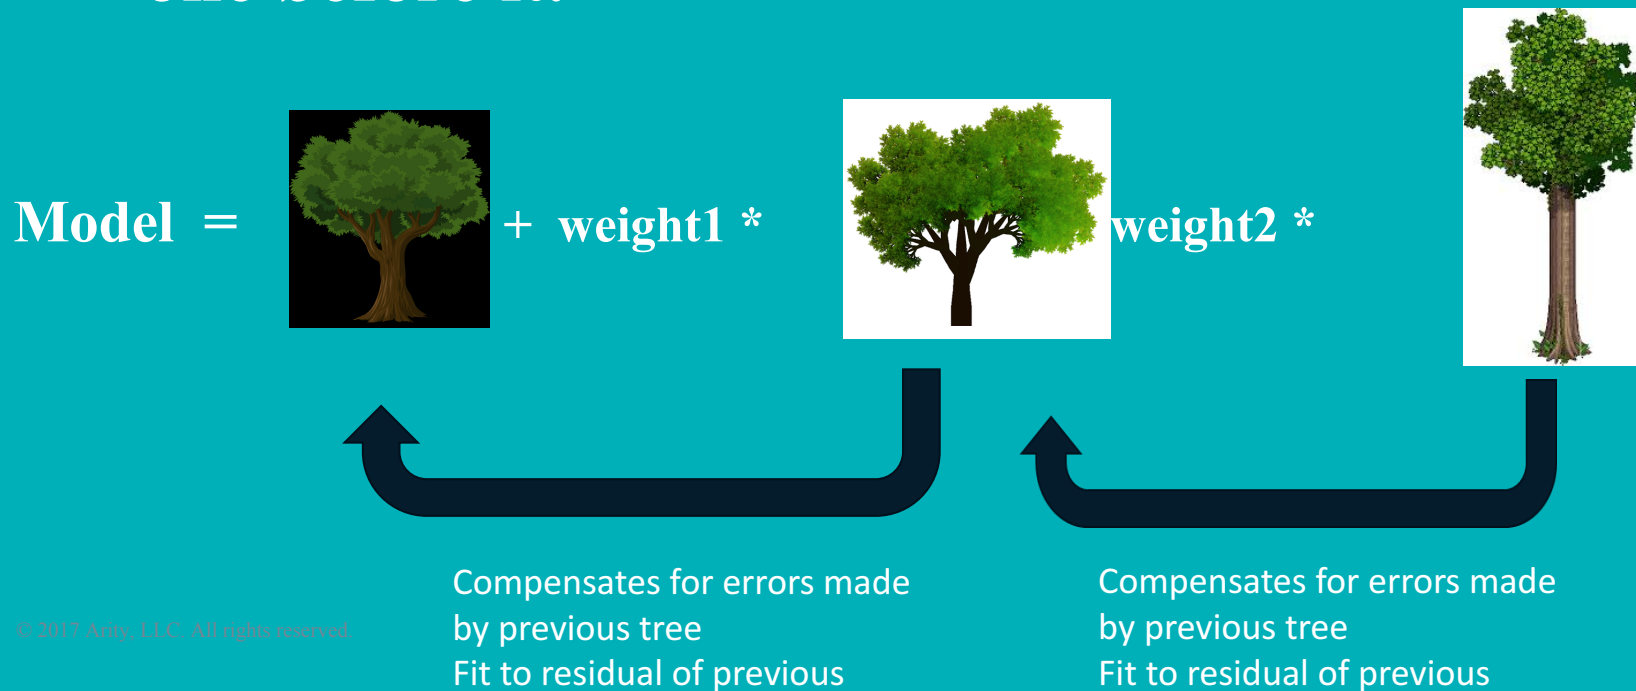 Model = + weight1 * weight2 *
Compensates for errors made
by previous tree
Fit to residual of previous
Compensates for errors made
by previous tree
Fit to residual of previous
© 2017 Arity, LLC. All rights reserved.